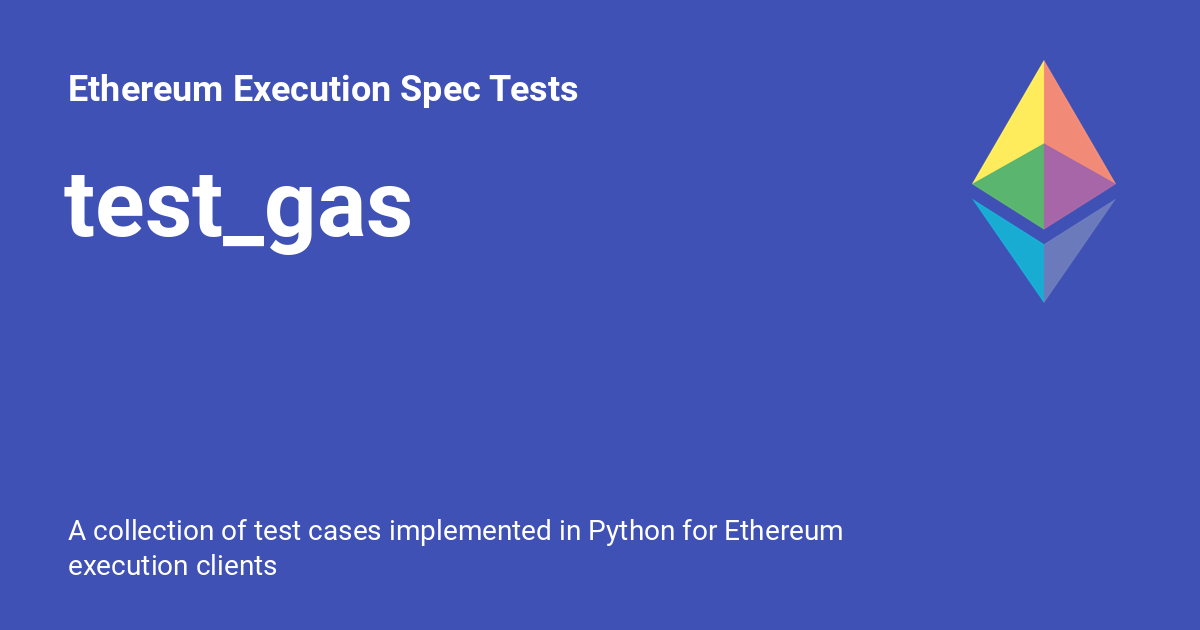 Ethereum Execution Spec Tests
test_gas
A collection of test cases implemented in Python for Ethereum
execution clients